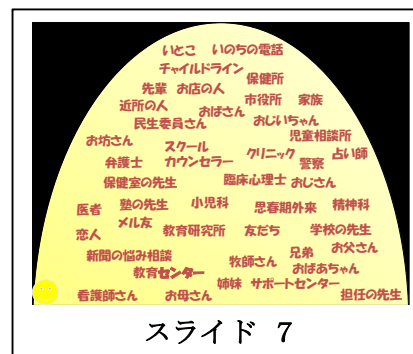 いとこ いのちの電話
チャイルドライン
保健所
先輩 お店の人
近所の人 市役所 家族
おばさん
民生委員さん おじいちゃん
お坊さん 児童相談所
スクール
カウンセラー
弁護士 クリニック 警察 占い師
保健室の先生 臨床心理士 おじさん
医者 塾の先生 小児科 思春期外来 精神科
メル友
恋人 教育研究所 友だち 学校の先生
新聞の悩み相談 牧師さん 兄弟 お父さん
教育センター おばあちゃん
姉妹 サポートセンター
看護師さん お母さん 担任の先生
スライド 7